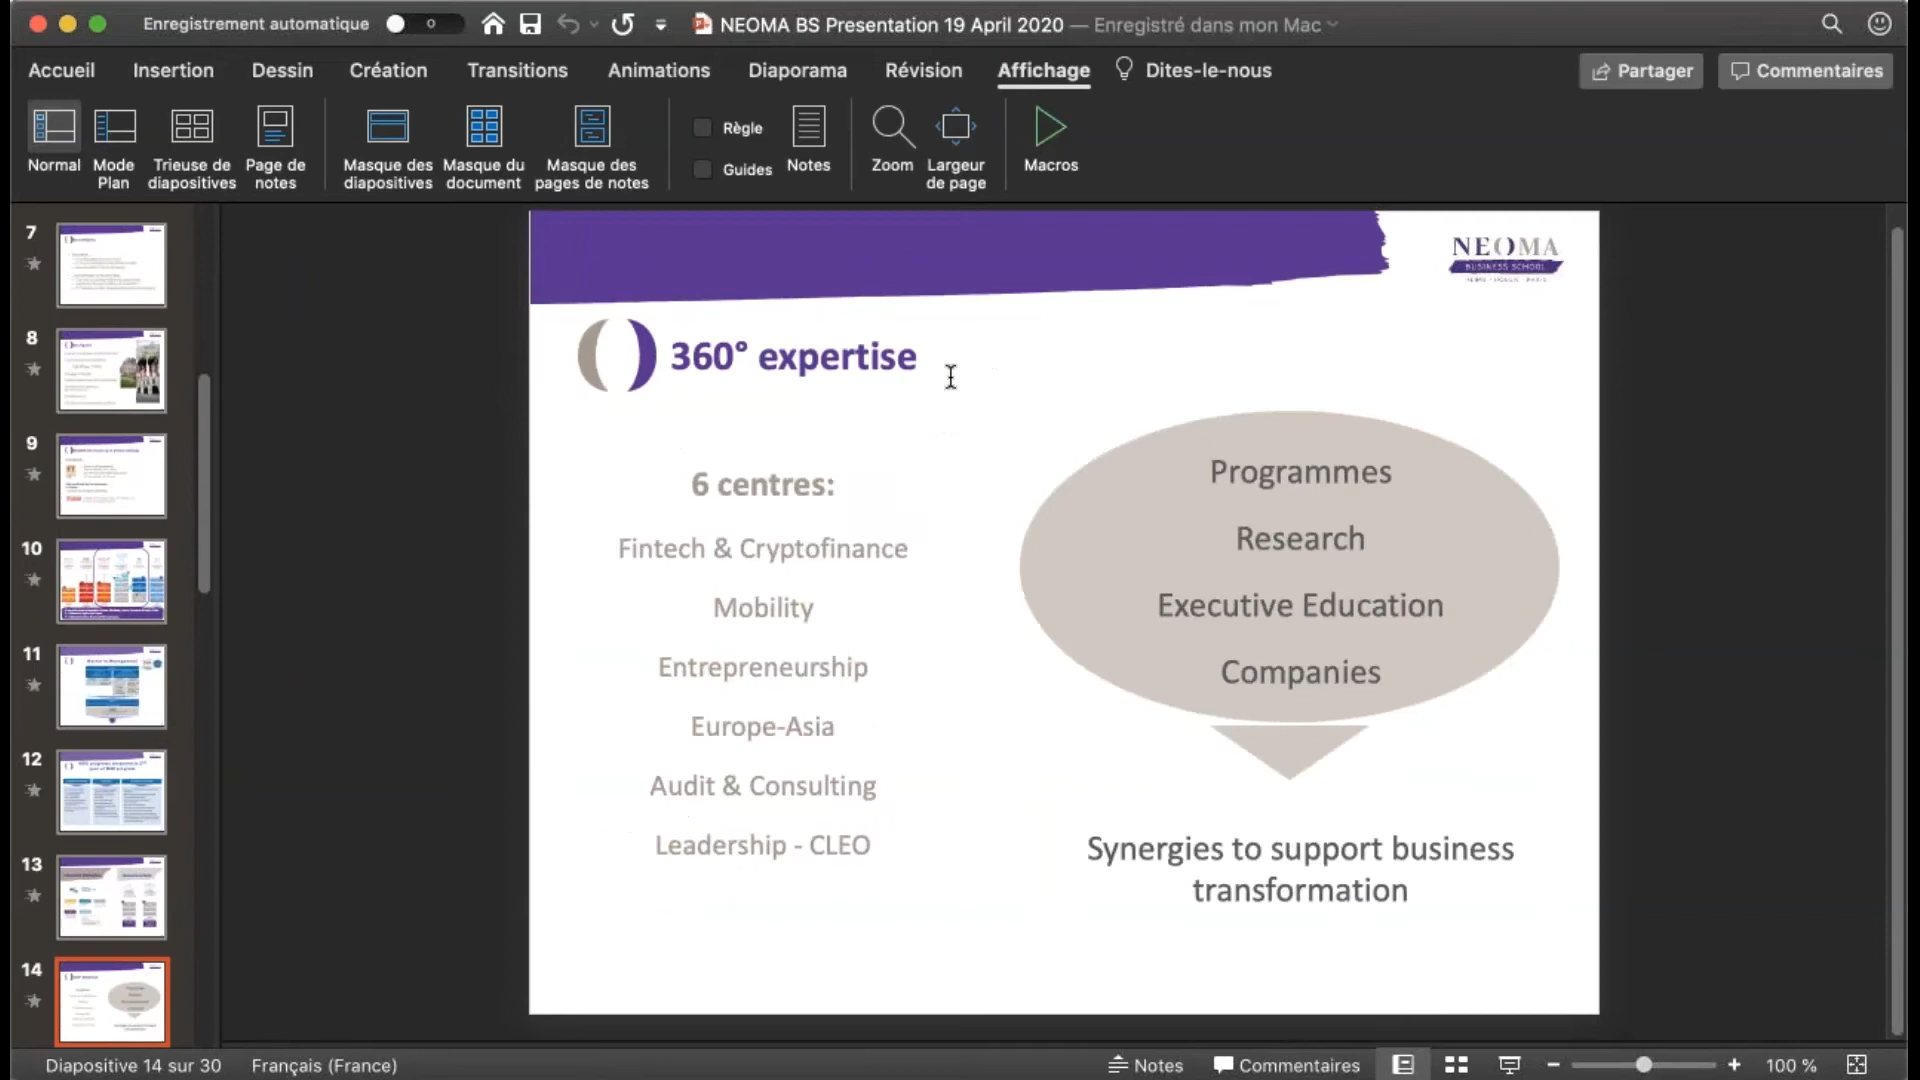 Enregistrement automatique
NEOMA BS Presentation 19 April 2020 — Enregistré dans mon Mac
Accueil Insertion Dessin Création Transitions Animations Diaporama Révision Affichage Dites-le-nous Partager Commentaires
Normal
Mode
Plan
Trieuse de
diapositives
Page de
notes
Masque des
diapositives
Masque du
document
Masque des
pages de notes
Règle
Guides
Notes
Zoom
Largeur
de page
Macros
7
8
9
10
11
12
13
14
NEOMA
BUSINESS SCHOOL
360° expertise
6 centres:
Fintech & Cryptofinance
Mobility
Entrepreneurship
Europe-Asia
Audit & Consulting
Leadership - CLEO
Programmes
Research
Executive Education
Companies
Synergies to support business
transformation
Diapositive 14 sur 30 Français (France) Notes Commentaires 100 %